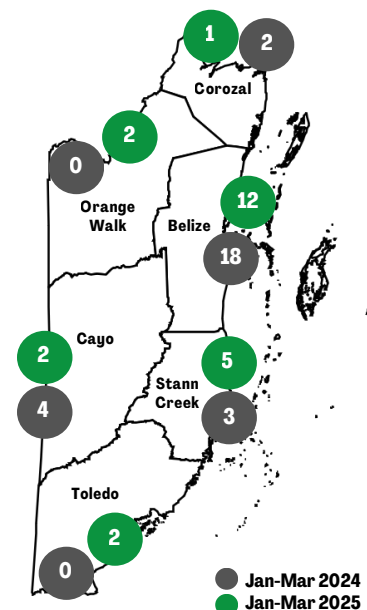 1
2
Corozal
2
0
Orange
Walk
12
Belize
18
Cayo
2
5
Stann
Creek
4
3
Toledo
2
0
Jan-Mar 2024
Jan-Mar 2025